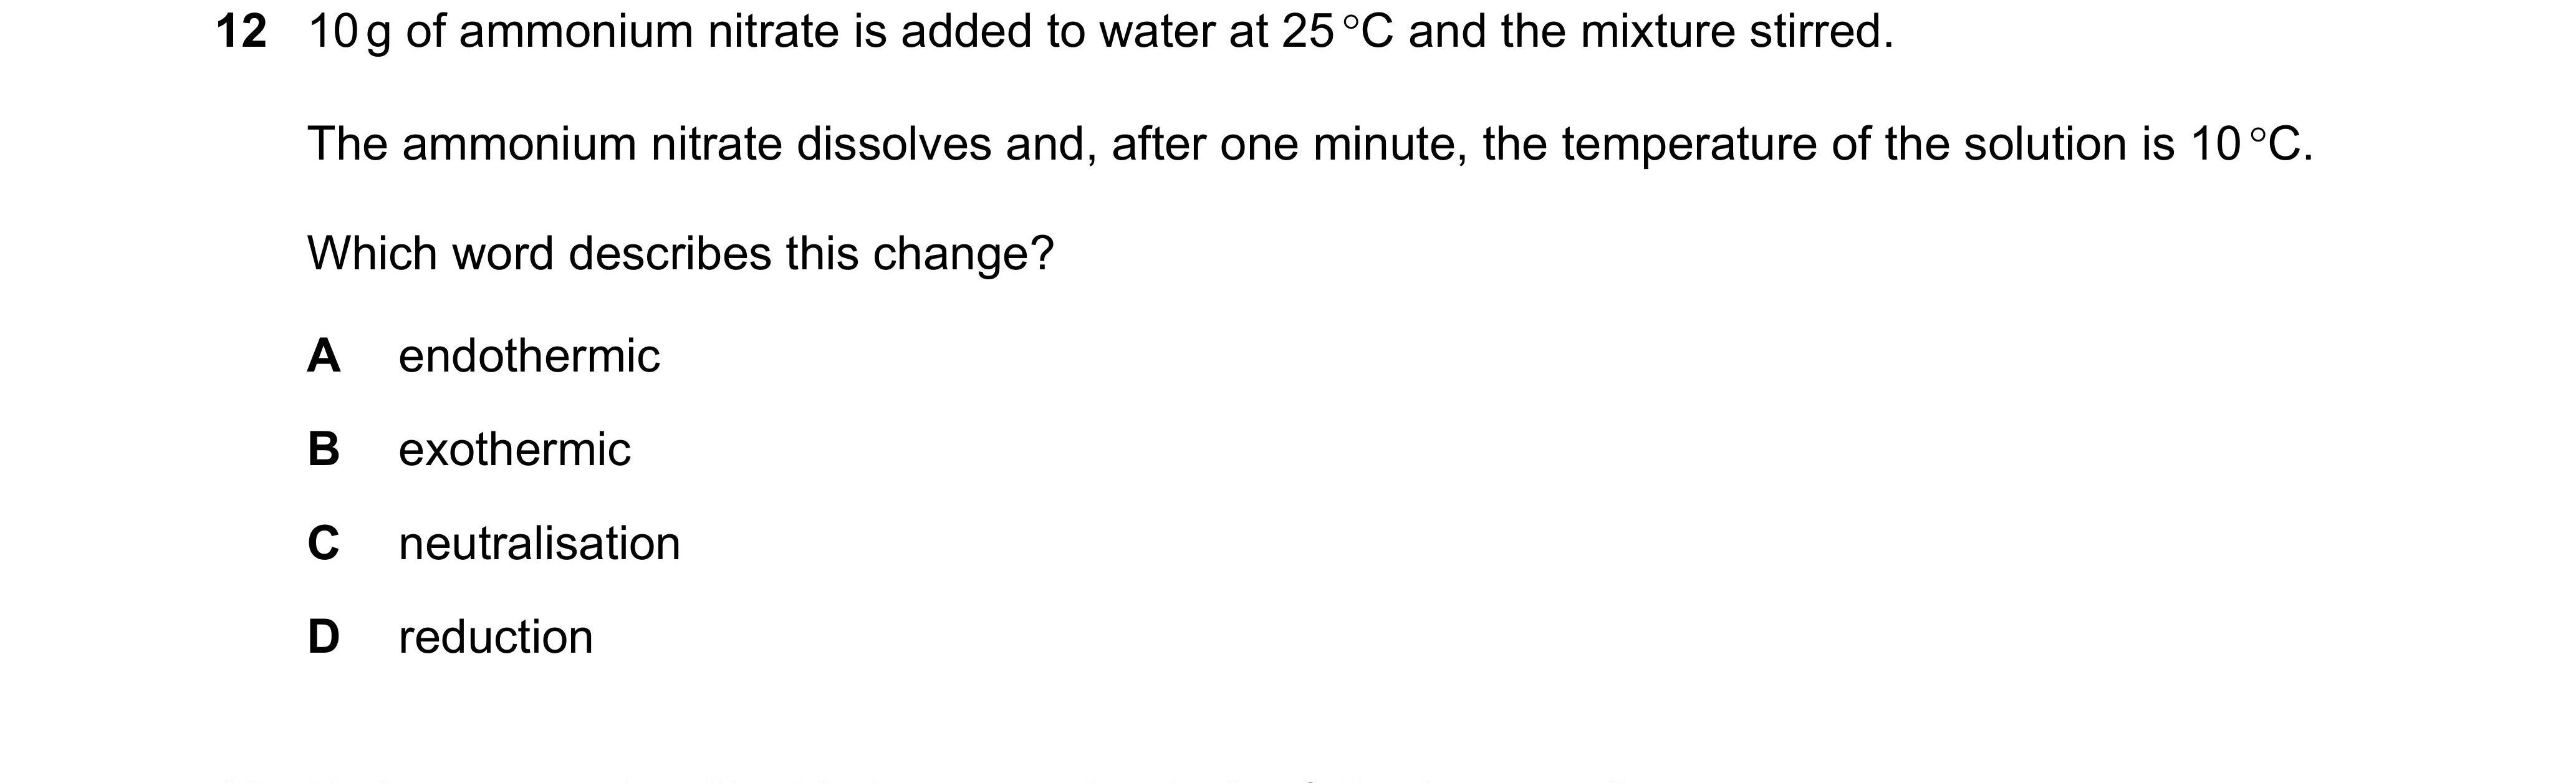 12 10 g of ammonium nitrate is added to water at 25 °C and the mixture stirred.
The ammonium nitrate dissolves and, after one minute, the temperature of the solution is 10 °C.
Which word describes this change?
A endothermic
B exothermic
C neutralisation
D reduction